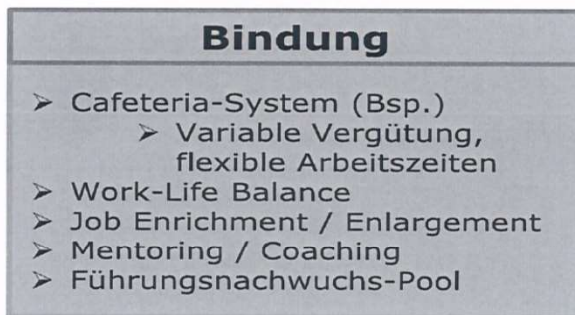 Bindung
➢ Cafeteria-System (Bsp.)
➢ Variable Vergütung,
flexible Arbeitszeiten
➢ Work-Life Balance
➢ Job Enrichment / Enlargement
➢ Mentoring / Coaching
➢ Führungsnachwuchs-Pool